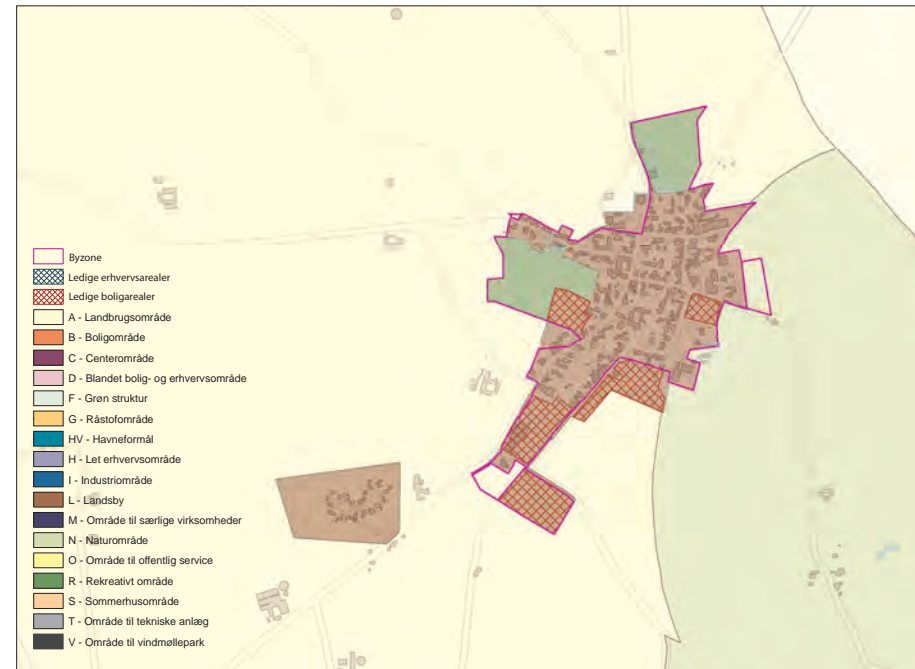 Byzone
Ledige erhvervsarealer
Ledige boligarealer
A - Landbrugsområde
B - Boligområde
C - Centerområde
D - Blandet bolig- og erhvervsområde
F - Grøn struktur
G - Råstofområde
HV - Havneformål
H - Let erhvervsområde
I - Industriområde
L - Landsby
M - Område til særlige virksomheder
N - Naturområde
O - Område til offentlig service
R - Rekreativt område
S - Sommerhusområde
T - Område til tekniske anlæg
V - Område til vindmøllepark